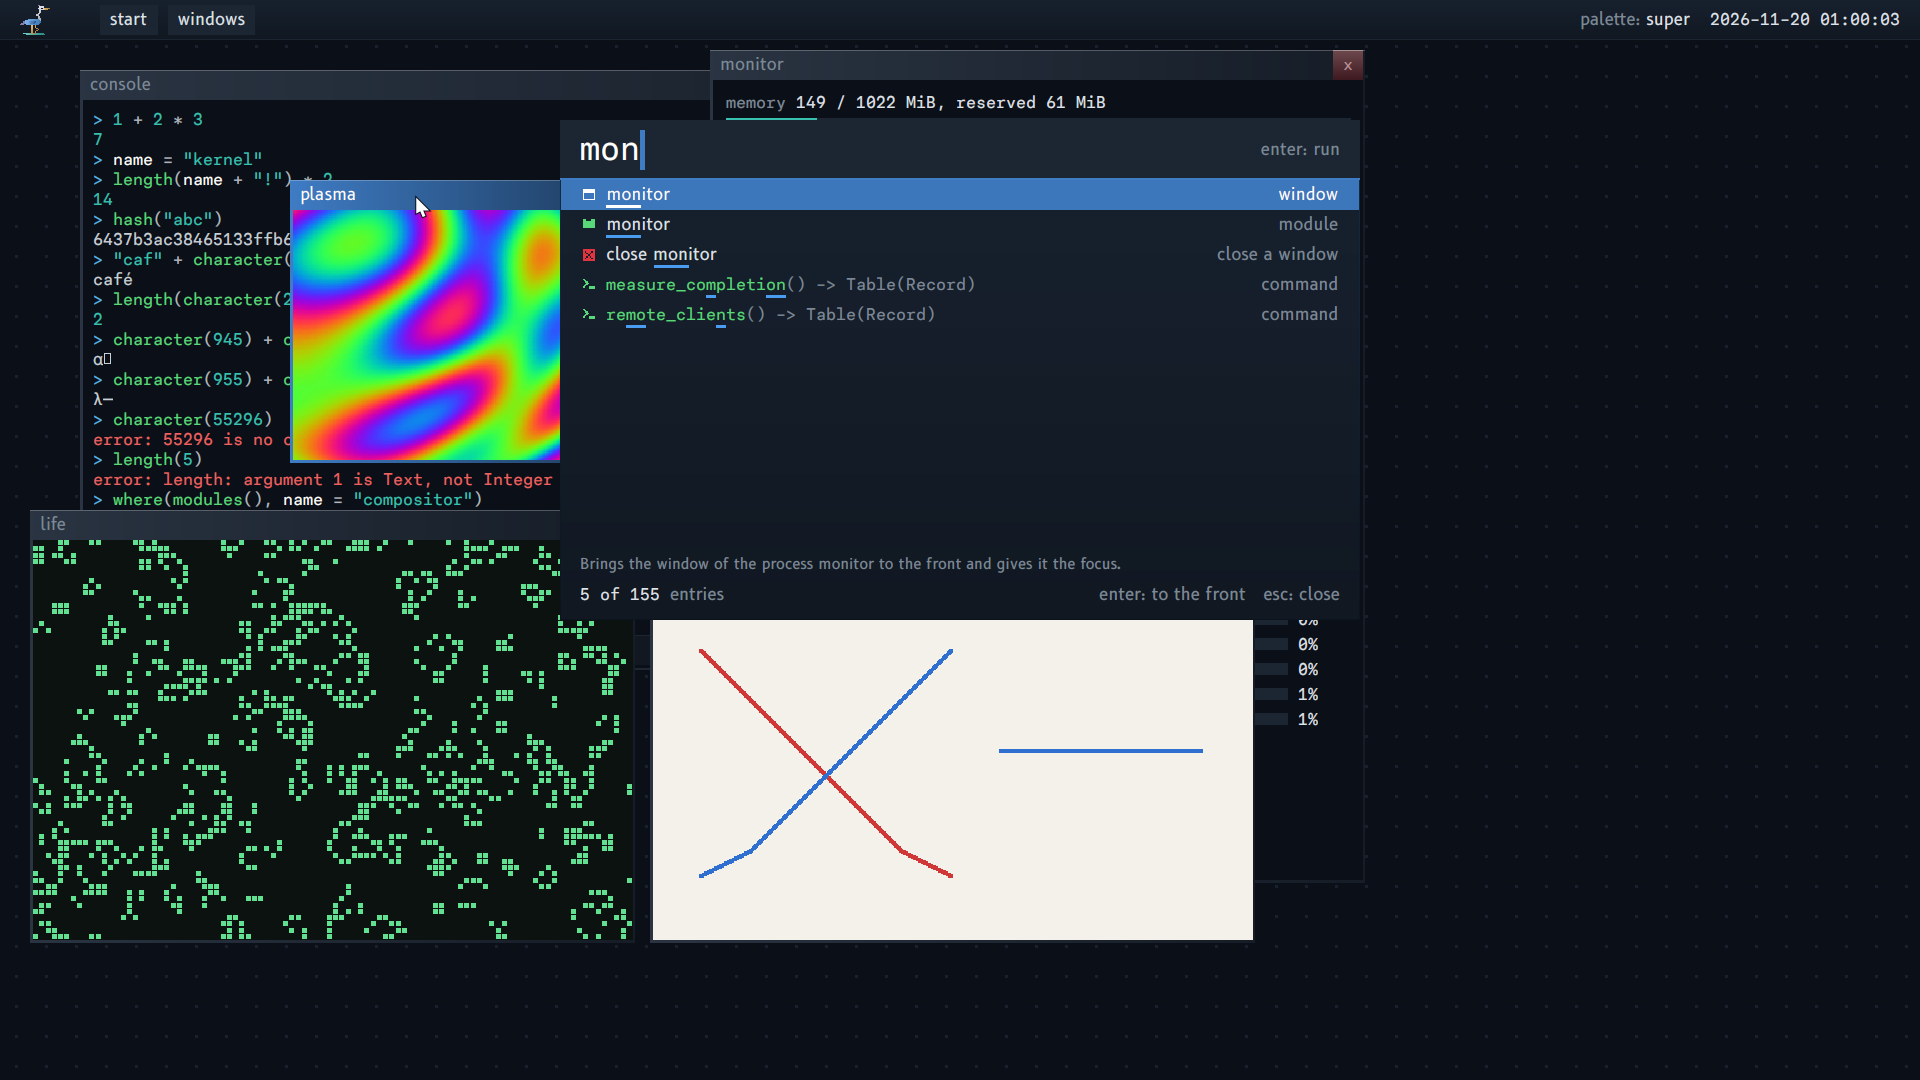 start windows palette: super 2026-11-20 01:00:03
monitor x
memory 149 / 1022 MiB, reserved 61 MiB
console
> 1 + 2 * 3
7
> name = "kernel"
> length(name + "!") * 2
14
> hash("abc")
6437b3ac38465133ffb6
> "caf" + character(
café
> length(character(2
2
> character(945) + c
α
> character(955) + c
λ—
> character(55296)
error: 55296 is no c
> length(5)
error: length: argument 1 is Text, not Integer
> where(modules(), name = "compositor")
plasma
mon enter: run
monitor window
monitor module
close monitor close a window
measure_completion() -> Table(Record) command
remote_clients() -> Table(Record) command
Brings the window of the process monitor to the front and gives it the focus.
5 of 155 entries enter: to the front esc: close
life
0%
0%
0%
1%
1%